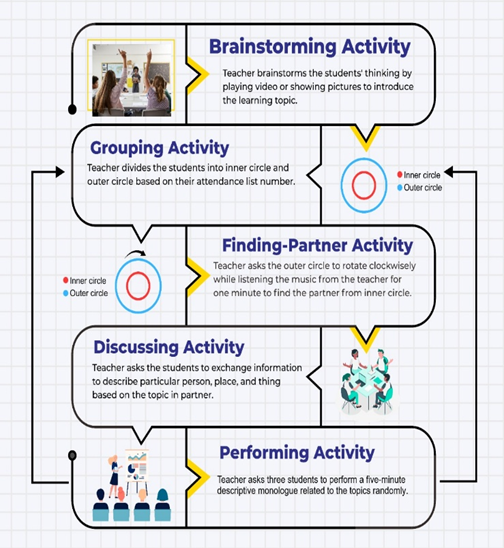 Brainstorming Activity
Teacher brainstorms the students' thinking by
playing video or showing pictures to introduce
the learning topic.
Grouping Activity
Teacher divides the students into inner circle and
outer circle based on their attendance list number.
Inner circle
Outer circle
Finding-Partner Activity
Teacher asks the outer circle to rotate clockwisely
while listening the music from the teacher for
one minute to find the partner from inner circle.
Inner circle
Outer circle
Discussing Activity
Teacher asks the students to exchange information
to describe particular person, place, and thing
based on the topic in partner.
Performing Activity
Teacher asks three students to perform a five-minute
descriptive monologue related to the topics randomly.